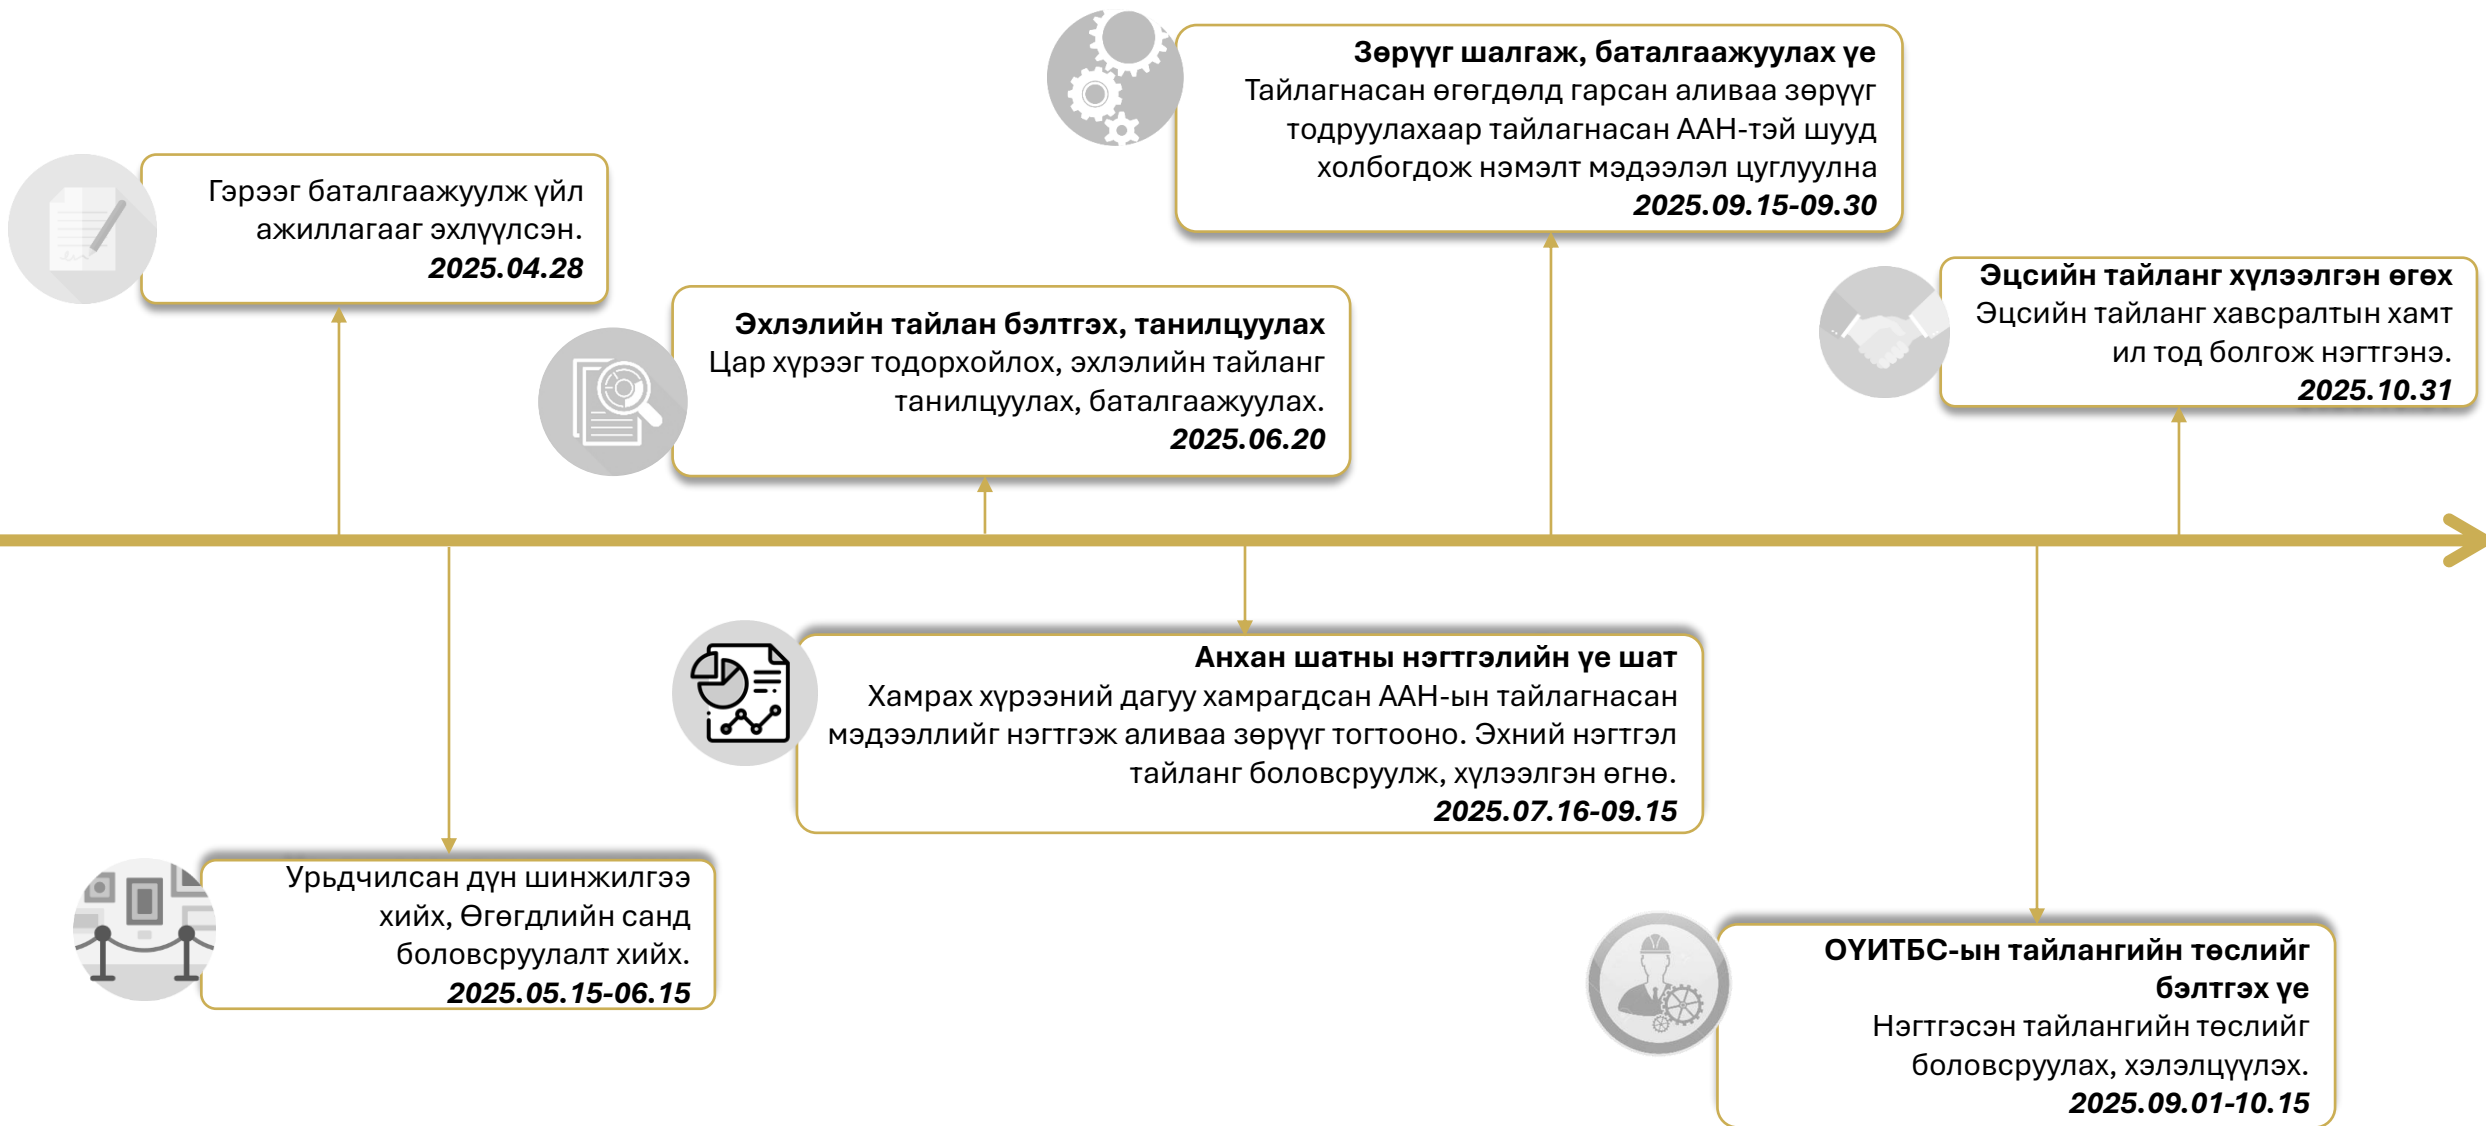 Зөрүүг шалгаж, баталгаажуулах үе
Тайлагнасан өгөгдөлд гарсан аливаа зөрүүг
тодруулахаар тайлагнасан ААН-тэй шууд
холбогдож нэмэлт мэдээлэл цуглуулна
2025.09.15-09.30
Гэрээг баталгаажуулж үйл
ажиллагааг эхлүүлсэн.
2025.04.28
Эцсийн тайланг хүлээлгэн өгөх
Эцсийн тайланг хавсралтын хамт
ил тод болгож нэгтгэнэ.
2025.10.31
Эхлэлийн тайлан бэлтгэх, танилцуулах
Цар хүрээг тодорхойлох, эхлэлийн тайланг
танилцуулах, баталгаажуулах.
2025.06.20
Анхан шатны нэгтгэлийн үе шат
Хамрах хүрээний дагуу хамрагдсан ААН-ын тайлагнасан
мэдээллийг нэгтгэж аливаа зөрүүг тогтооно. Эхний нэгтгэл
тайланг боловсруулж, хүлээлгэн өгнө.
2025.07.16-09.15
Урьдчилсан дүн шинжилгээ
хийх, Өгөгдлийн санд
боловсруулалт хийх.
2025.05.15-06.15
ОҮИТБС-ын тайлангийн төслийг
бэлтгэх үе
Нэгтгэсэн тайлангийн төслийг
боловсруулах, хэлэлцүүлэх.
2025.09.01-10.15